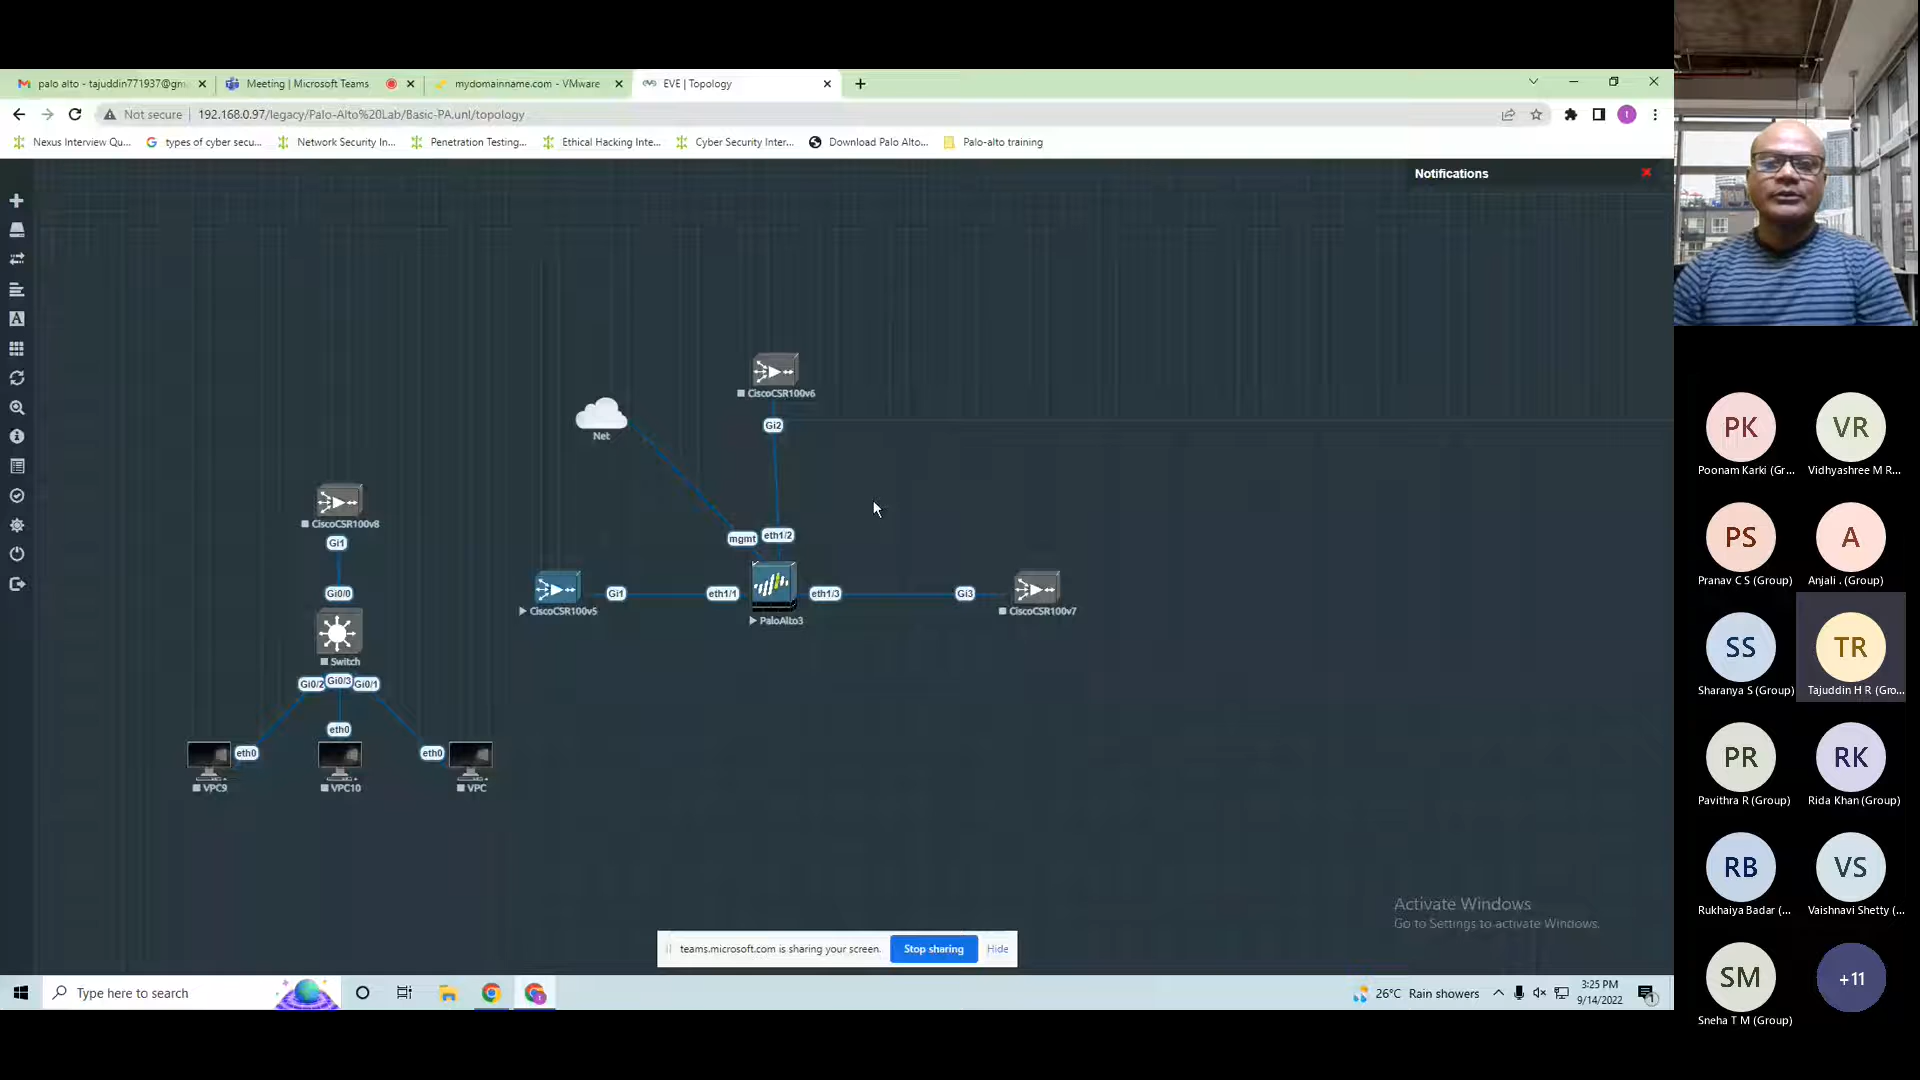 palo alto - tajuddin771937@gm
Meeting | Microsoft Teams
mydomainname.com - VMware
EVE | Topology
Not secure
192.168.0.97/legacy/Palo-Alto%20Lab/Basic-PA.unl/topology
t
Nexus Interview Qu...
types of cyber secu...
Network Security In...
Penetration Testing...
Ethical Hacking Inte...
Cyber Security Inter...
Download Palo Alto...
Palo-alto training
Notifications
CiscoCSR100v6
Gi2
Net
CiscoCSR100v8
Gi1
Gi0/0
Switch
Gi0/2
Gi0/3
Gi0/1
eth0
eth0
eth0
VPC9
VPC10
VPC
mgmt
eth1/2
CiscoCSR100v5
Gi1
eth1/1
PaloAlto3
eth1/3
Gi3
CiscoCSR100v7
Activate Windows
Go to Settings to activate Windows.
teams.microsoft.com is sharing your screen.
Stop sharing
Hide
Type here to search
26°C Rain showers
3:25 PM
9/14/2022
1
PK
Poonam Karki (Gr...
VR
Vidhyashree M R...
PS
Pranav C S (Group)
A
Anjali . (Group)
SS
Sharanya S (Group)
TR
Tajuddin H R (Gro...
PR
Pavithra R (Group)
RK
Rida Khan (Group)
RB
Rukhaiya Badar (...
VS
Vaishnavi Shetty (...
SM
Sneha T M (Group)
+11